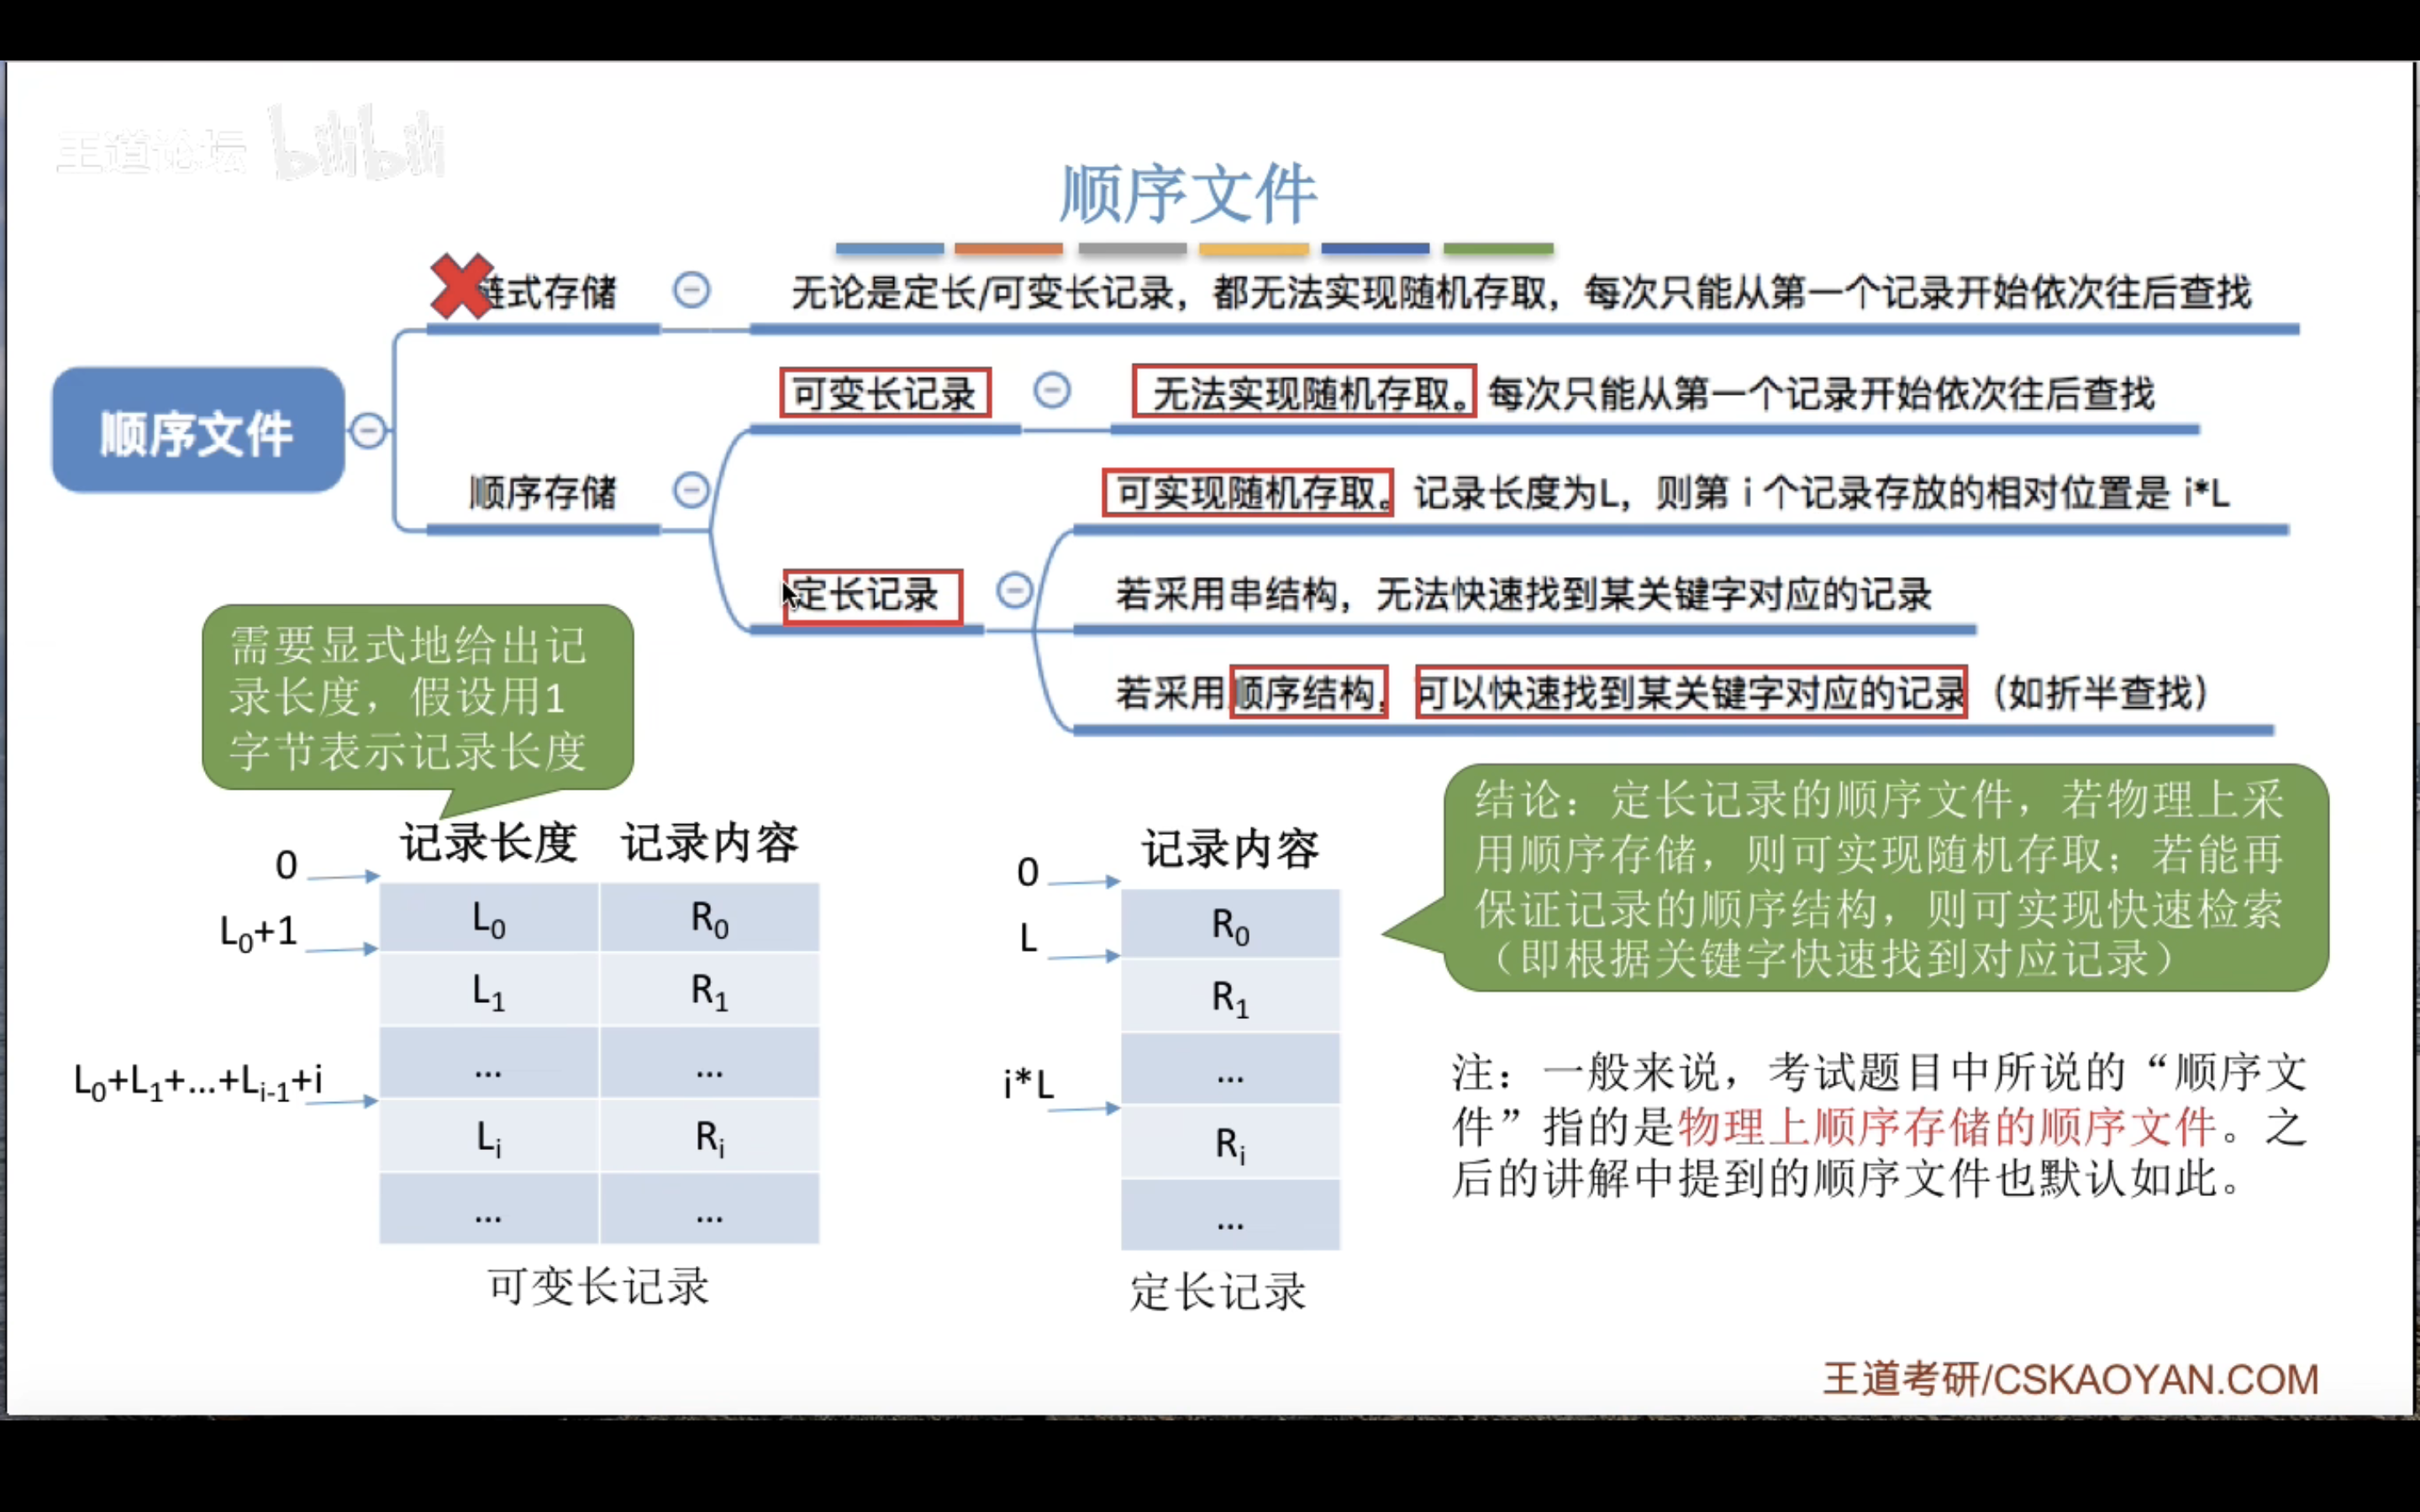 王道论坛 bilibili
顺序文件
链式存储
无论是定长/可变长记录，都无法实现随机存取，每次只能从第一个记录开始依次往后查找
可变长记录
无法实现随机存取。每次只能从第一个记录开始依次往后查找
顺序文件
顺序存储
可实现随机存取。记录长度为L，则第 i 个记录存放的相对位置是 i*L
定长记录
若采用串结构，无法快速找到某关键字对应的记录
若采用顺序结构，可以快速找到某关键字对应的记录（如折半查找）
需要显式地给出记
录长度，假设用1
字节表示记录长度
记录长度 记录内容
0
L₀ R₀
L₀+1
L₁ R₁
... ...
L₀+L₁+...+Lᵢ₋₁+i
Lᵢ Rᵢ
... ...
可变长记录
记录内容
0
R₀
L
R₁
...
i*L
Rᵢ
...
定长记录
结论：定长记录的顺序文件，若物理上采
用顺序存储，则可实现随机存取；若能再
保证记录的顺序结构，则可实现快速检索
（即根据关键字快速找到对应记录）
注：一般来说，考试题目中所说的“顺序文
件”指的是物理上顺序存储的顺序文件。之
后的讲解中提到的顺序文件也默认如此。
王道考研/CSKAOYAN.COM